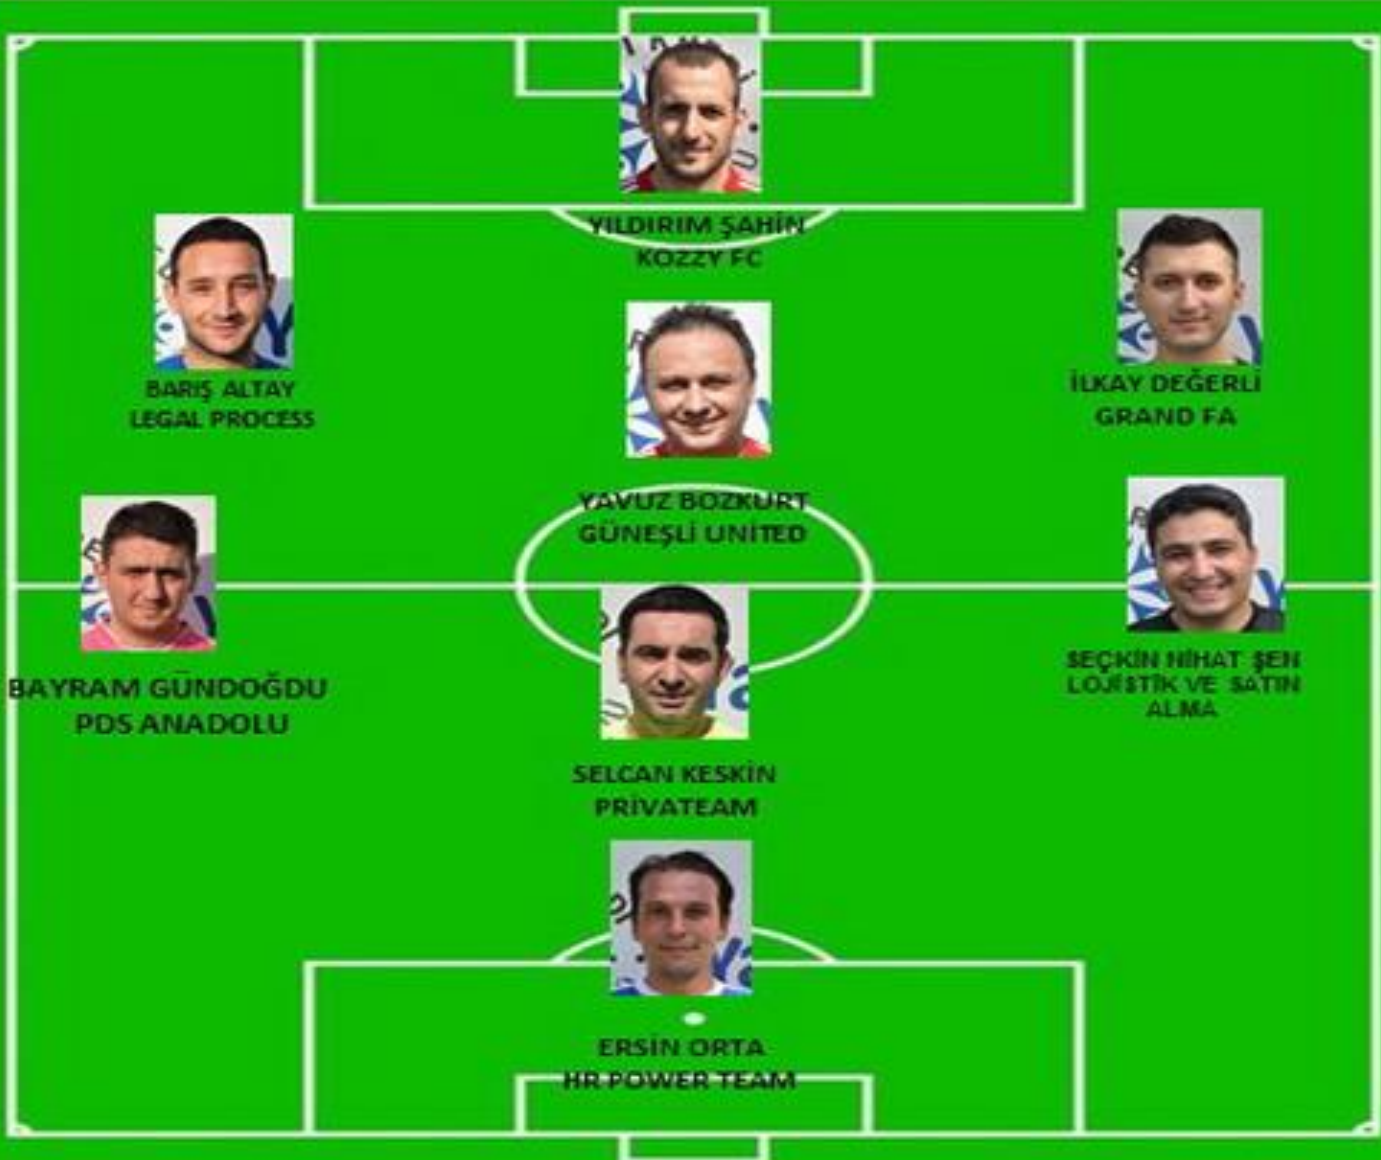 YILDIRIM ŞAHİN
KOZZY FC
BARIŞ ALTAY
LEGAL PROCESS
İLKAY DEĞERLİ
GRAND FA
YAVUZ BOZKURT
GÜNEŞLİ UNİTED
BAYRAM GÜNDOĞDU
PDS ANADOLU
SEÇKİN NİHAT ŞEN
LOJİSTİK VE SATIN
ALMA
SELCAN KESKİN
PRİVATEAM
ERSİN ORTA
HR POWER TEAM